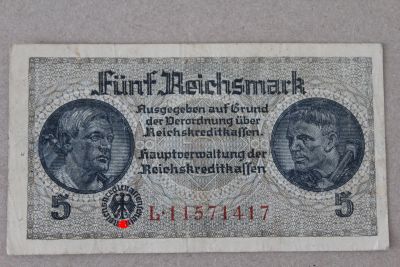 Fünf Reichsmark
Ausgegeben auf Grund
der Verordnung über
Reichskreditkassen.
Hauptverwaltung der
Reichskreditkassen
5
L·11571417
5